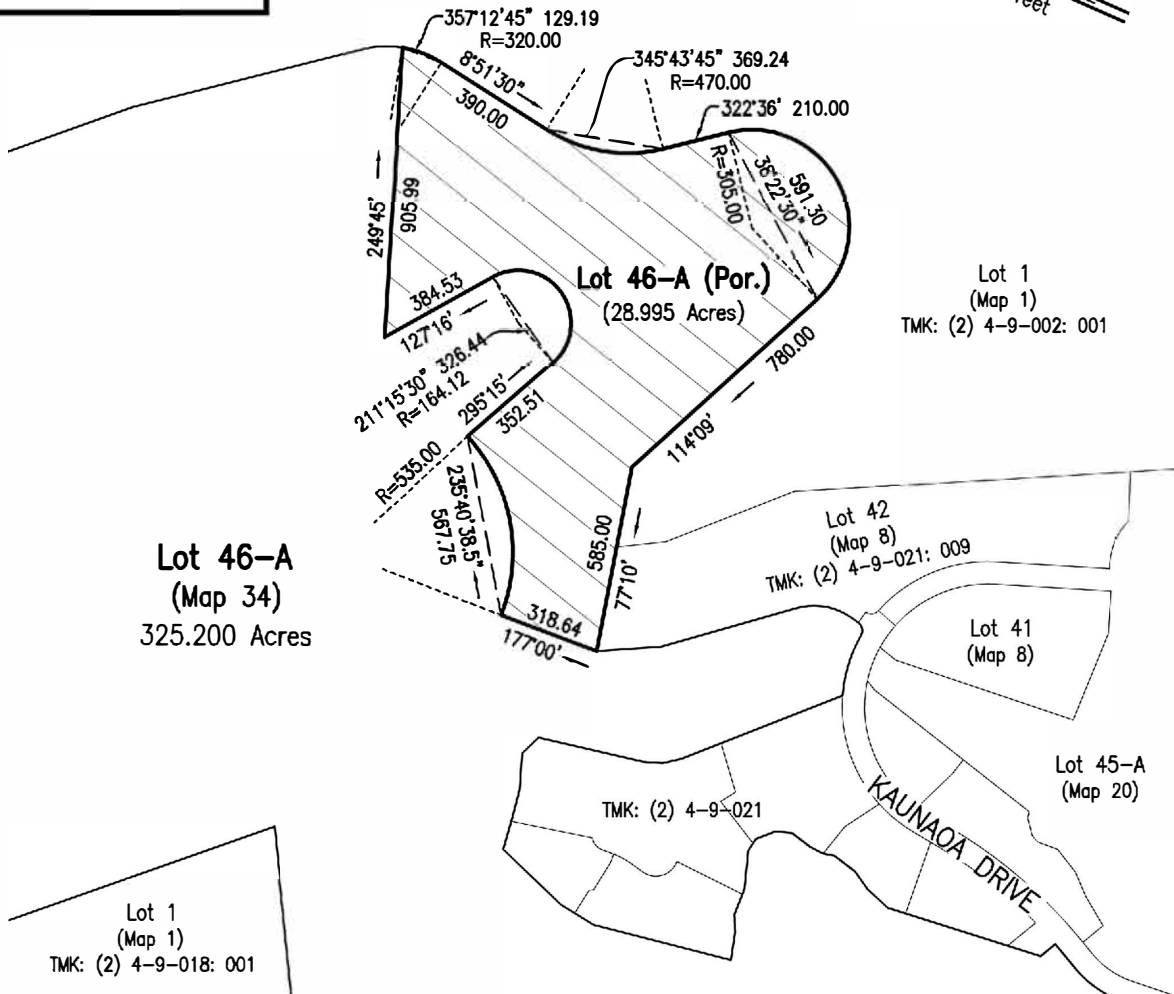 reet
357°12'45" 129.19
R=320.00
8°51'30"
390.00
345°43'45" 369.24
R=470.00
322°36' 210.00
R=305.00
38°22'30"
591.30
249°45'
905.99
Lot 46-A (Por.)
(28.995 Acres)
Lot 1
(Map 1)
TMK: (2) 4-9-002: 001
384.53
127°16'
211°15'30" 326.44
R=164.12
295°15'
352.51
780.00
114°09'
R=535.00
235°40'38.5"
567.75
585.00
77°10'
318.64
177°00'
Lot 46-A
(Map 34)
325.200 Acres
Lot 42
(Map 8)
TMK: (2) 4-9-021: 009
Lot 41
(Map 8)
Lot 45-A
(Map 20)
TMK: (2) 4-9-021
KAUNAOA DRIVE
Lot 1
(Map 1)
TMK: (2) 4-9-018: 001